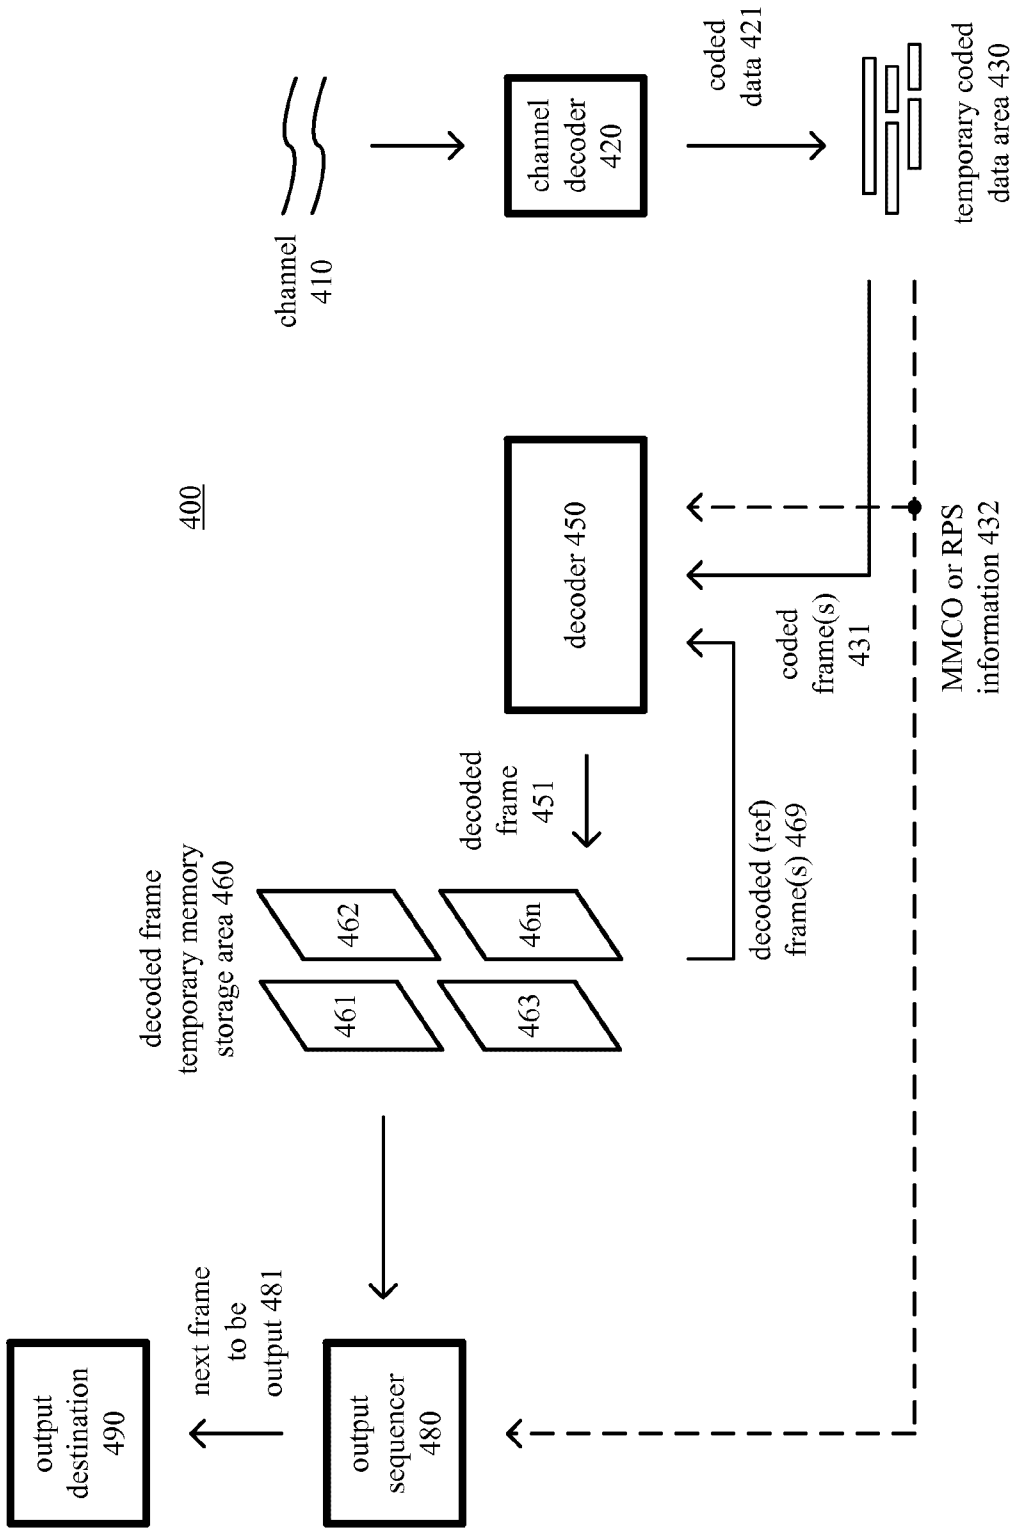 400
output
destination
490
next frame
to be
output 481
output
sequencer
480
decoded frame
temporary memory
storage area 460
461
462
463
46n
decoded
frame
451
decoded (ref)
frame(s) 469
decoder 450
coded
frame(s)
431
MMCO or RPS
information 432
channel
410
channel
decoder
420
coded
data 421
temporary coded
data area 430